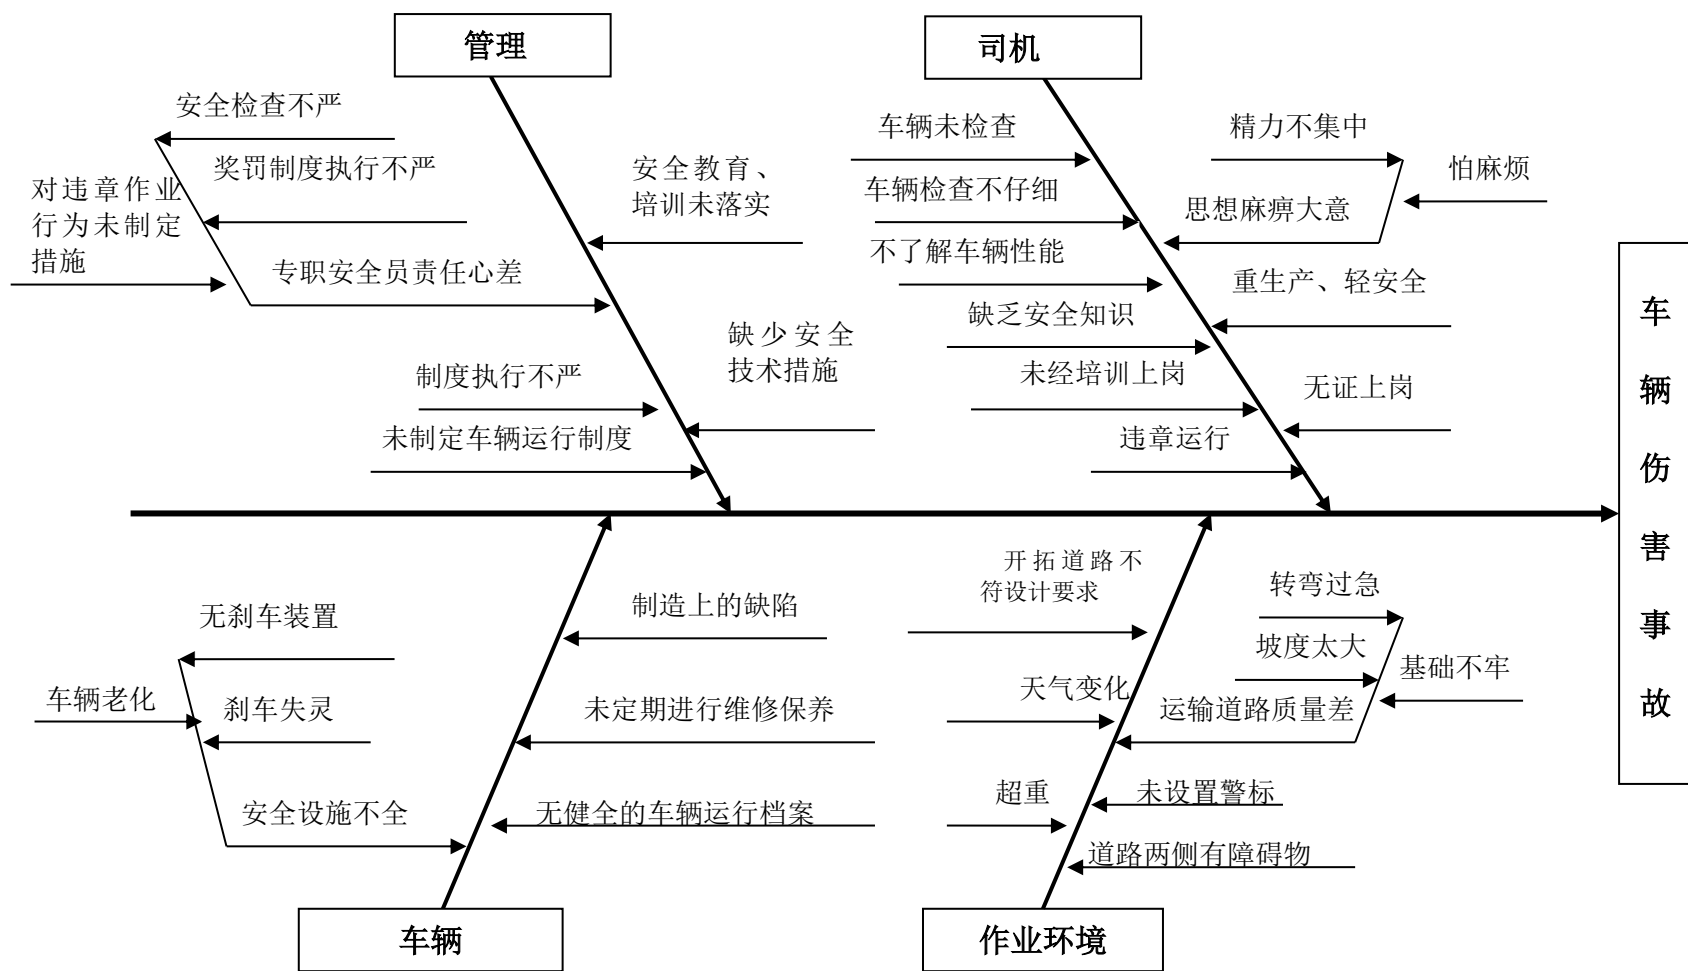 管理
司机
安全检查不严
奖罚制度执行不严
对违章作业
行为未制定
措施
专职安全员责任心差
安全教育、
培训未落实
缺少安全
技术措施
制度执行不严
未制定车辆运行制度
车辆未检查
车辆检查不仔细
不了解车辆性能
缺乏安全知识
未经培训上岗
违章运行
精力不集中
怕麻烦
思想麻痹大意
重生产、轻安全
无证上岗
车
辆
伤
害
事
故
无刹车装置
车辆老化
刹车失灵
安全设施不全
制造上的缺陷
未定期进行维修保养
无健全的车辆运行档案
开拓道路不
符设计要求
天气变化
超重
转弯过急
坡度太大
基础不牢
运输道路质量差
未设置警标
道路两侧有障碍物
车辆
作业环境